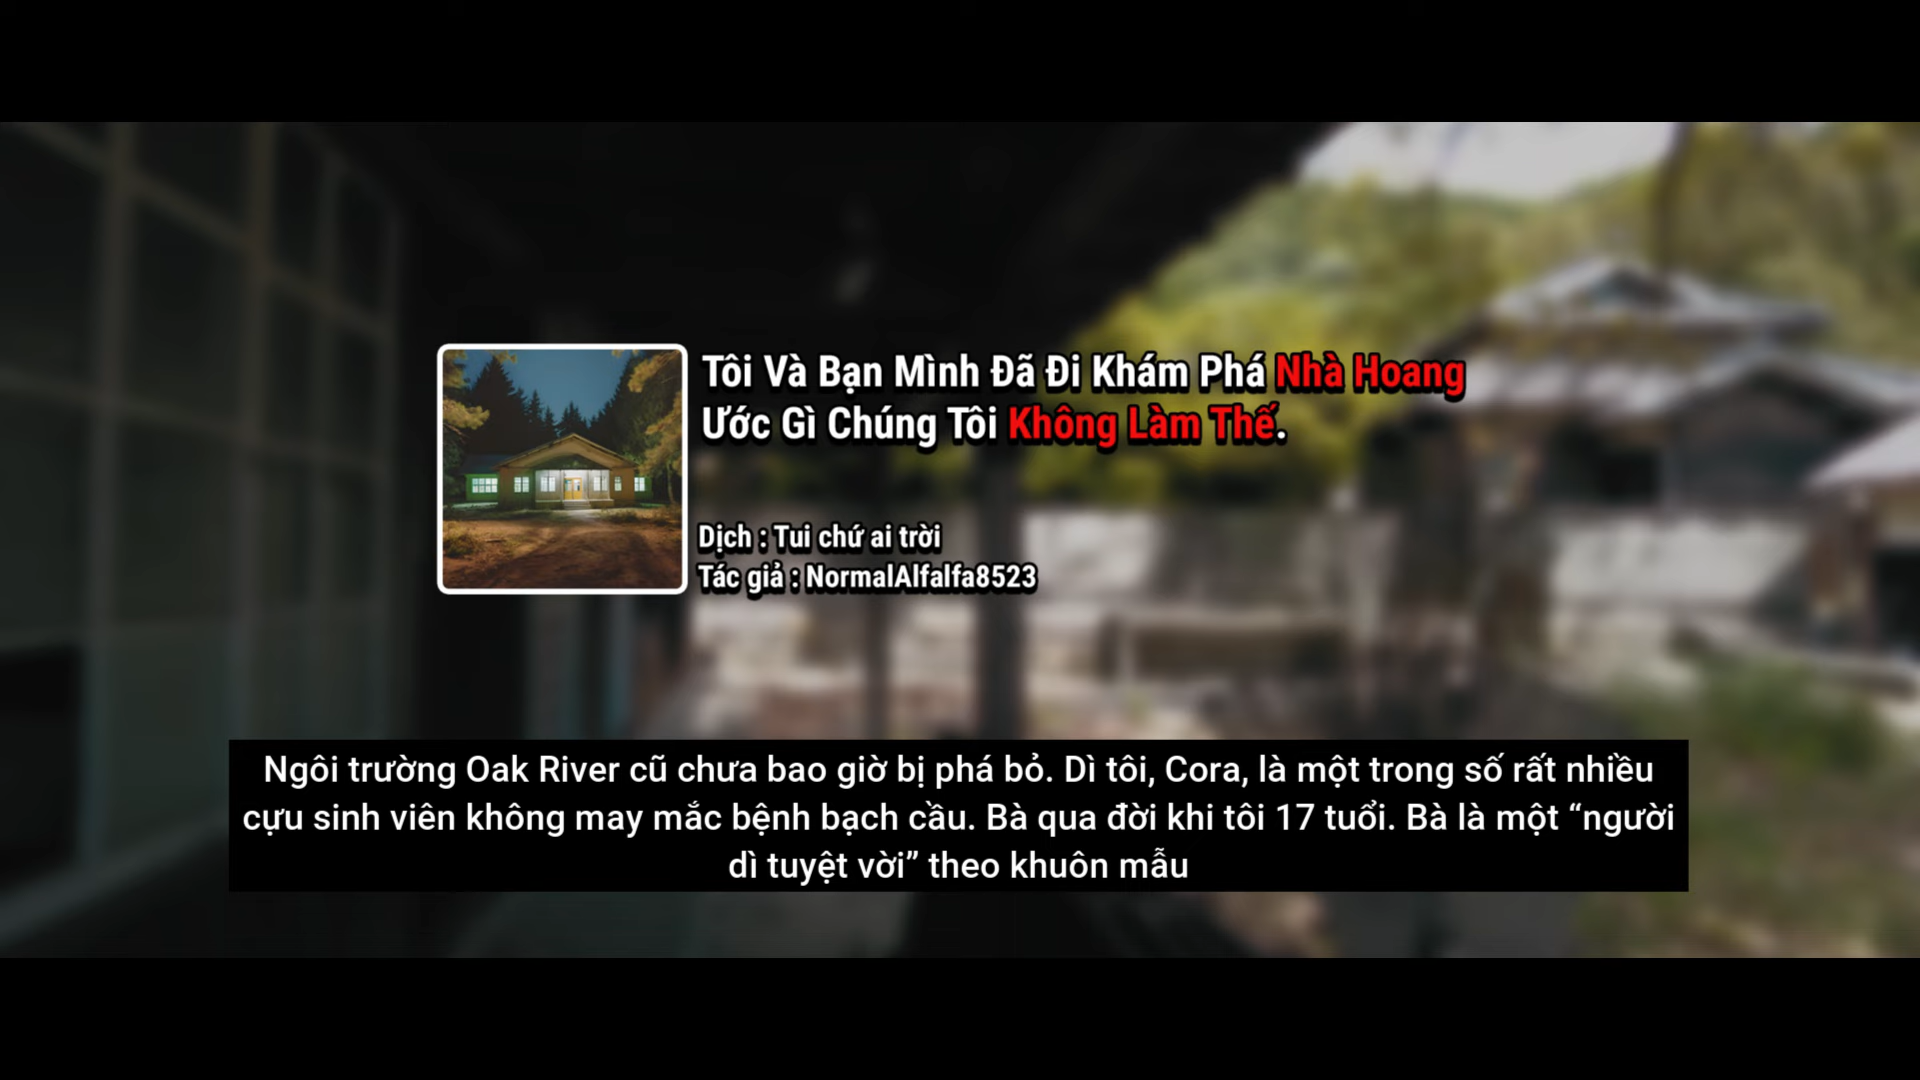 Tôi Và Bạn Mình Đã Đi Khám Phá Nhà Hoang
Ước Gì Chúng Tôi Không Làm Thế.
Dịch : Tui chứ ai trời
Tác giả : NormalAlfalfa8523
Ngôi trường Oak River cũ chưa bao giờ bị phá bỏ. Dì tôi, Cora, là một trong số rất nhiều
cựu sinh viên không may mắc bệnh bạch cầu. Bà qua đời khi tôi 17 tuổi. Bà là một “người
dì tuyệt vời” theo khuôn mẫu